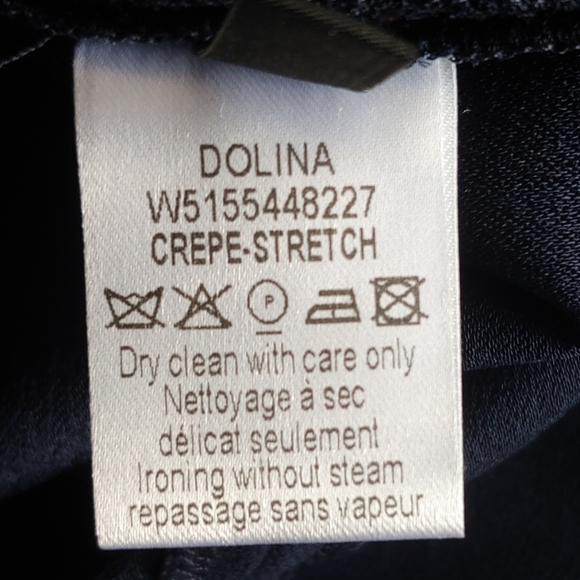 DOLINA
W5155448227
CREPE-STRETCH
P
Dry clean with care only
Nettoyage à sec
délicat seulement
Ironing without steam
repassage sans vapeur